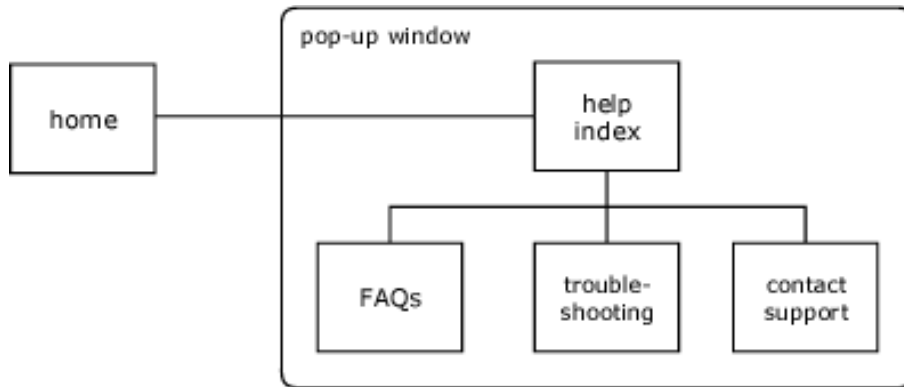 pop-up window
home
help
index
FAQs
trouble-
shooting
contact
support